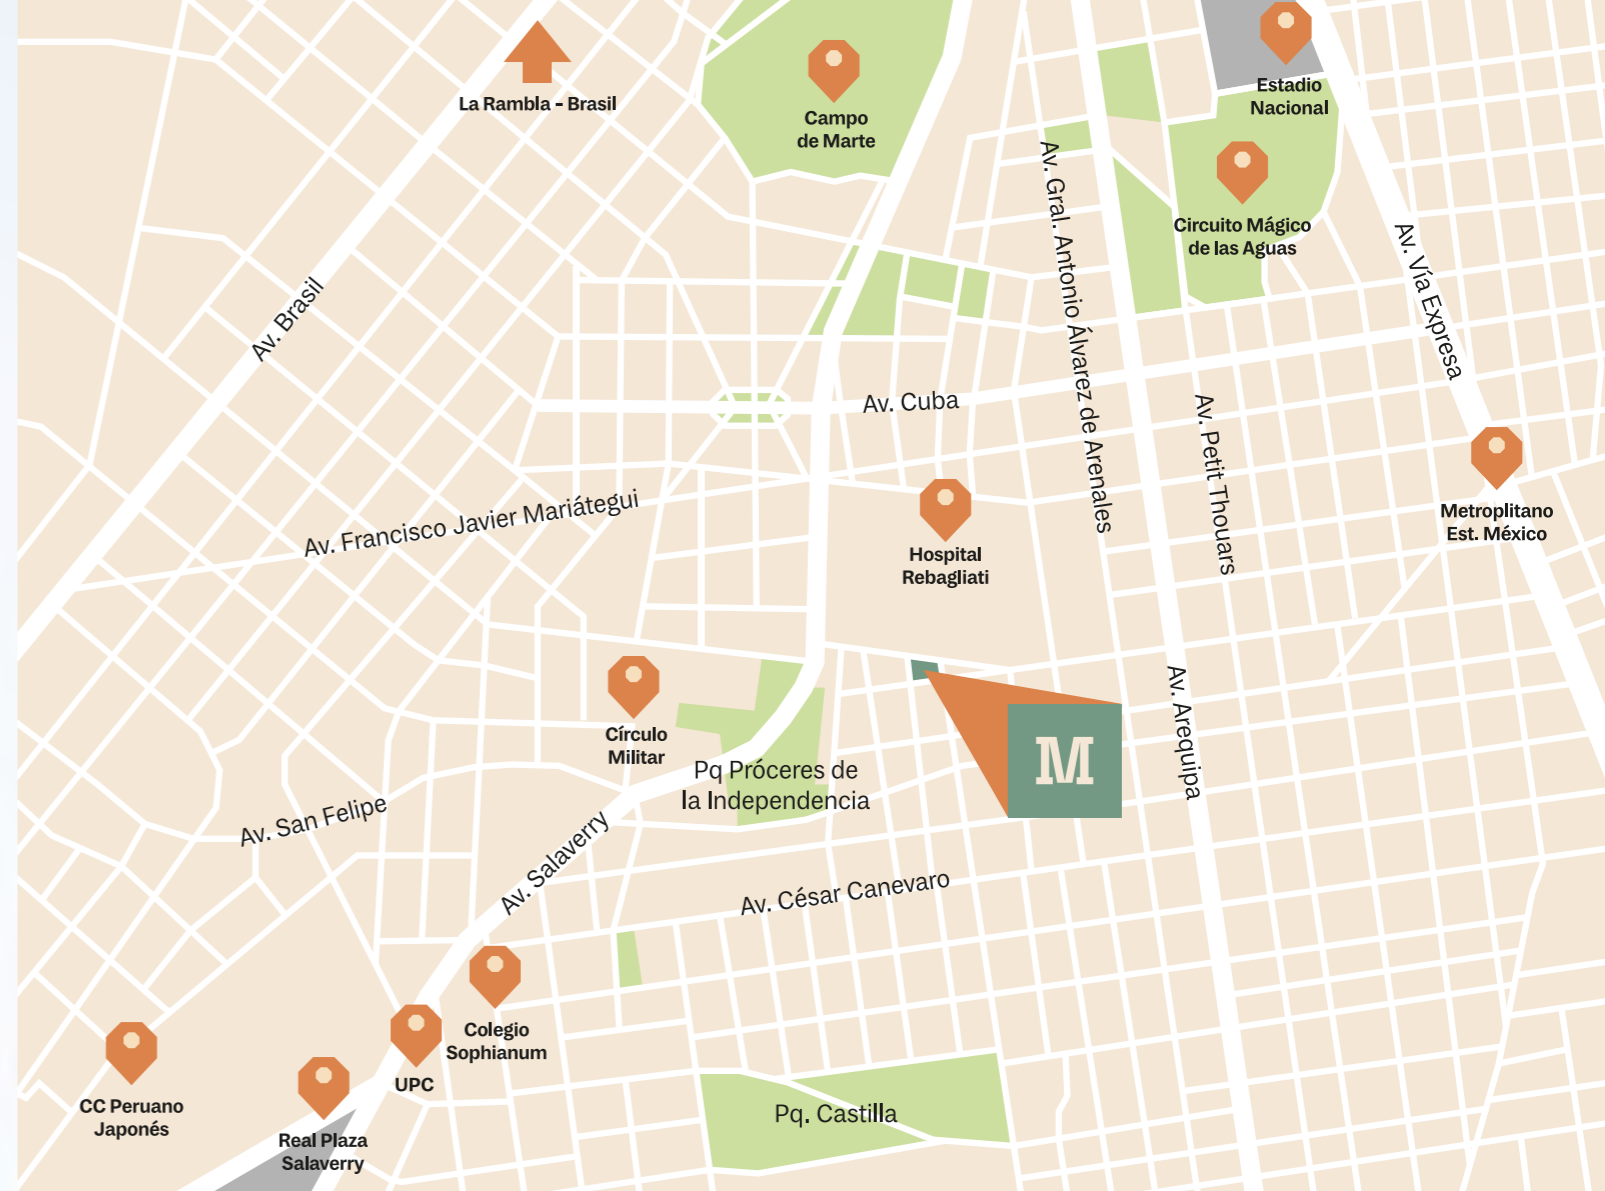 La Rambla - Brasil
Campo
de Marte
Estadio
Nacional
Circuito Mágico
de las Aguas
Av. Brasil
Av. Gral. Antonio Álvarez de Arenales
Av. Vía Expresa
Av. Cuba
Av. Petit Thouars
Av. Francisco Javier Mariátegui
Metroplitano
Est. México
Hospital
Rebagliati
Círculo
Militar
Av. Arequipa
M
Pq Próceres de
la Independencia
Av. San Felipe
Av. Salaverry
Av. César Canevaro
Colegio
Sophianum
UPC
CC Peruano
Japonés
Real Plaza
Salaverry
Pq. Castilla